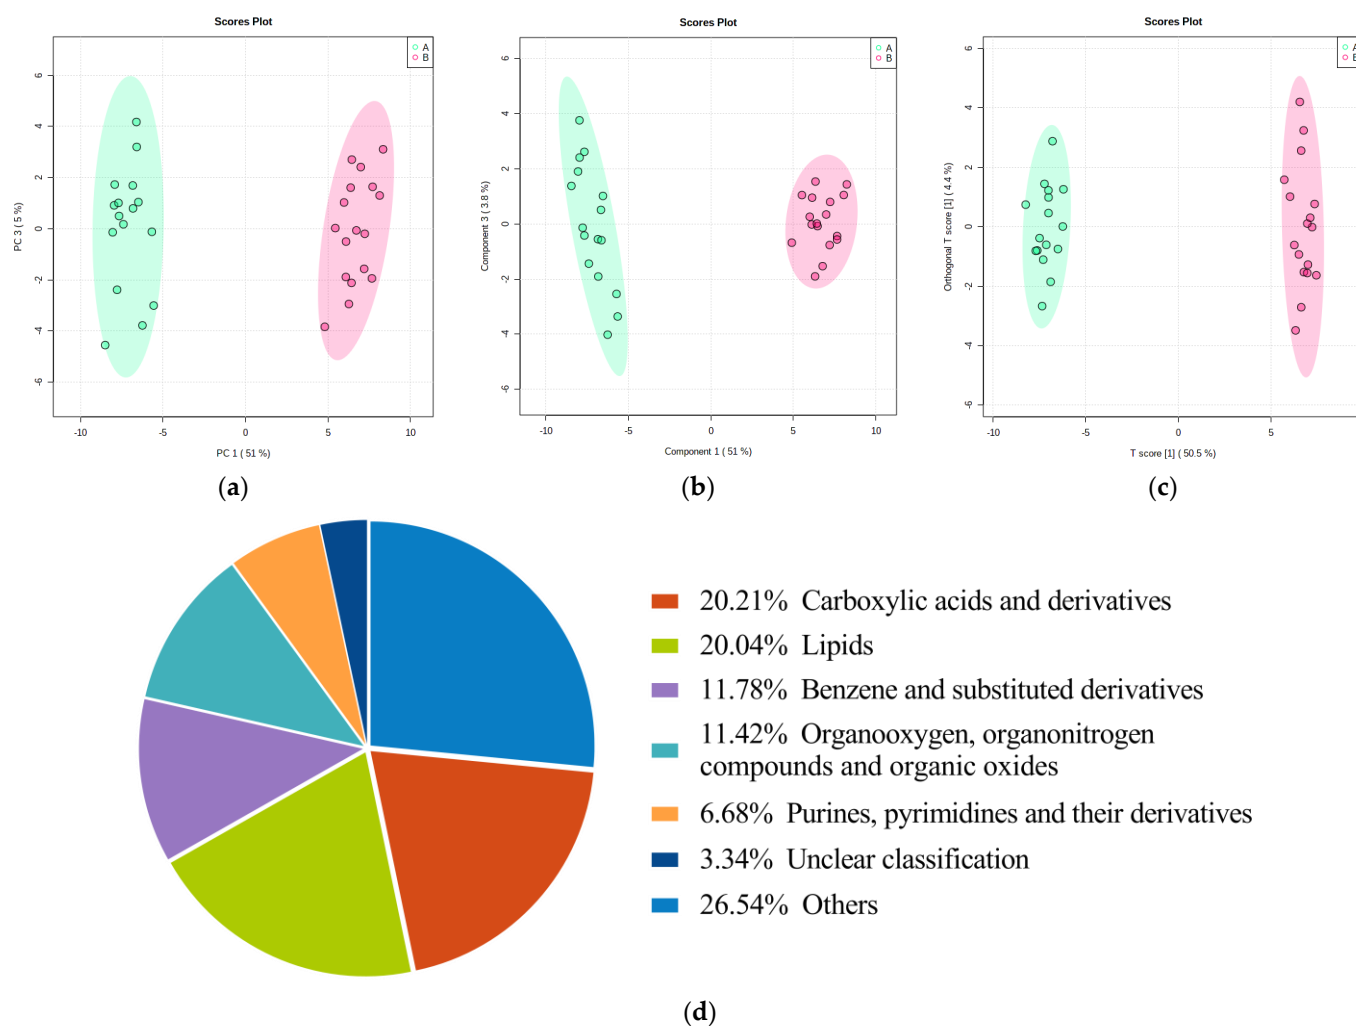 Scores Plot
A
B
PC 3 ( 5 %)
6
4
2
0
-2
-4
-6
-10
-5
0
5
10
PC 1 ( 51 %)
(a)
Scores Plot
A
B
Component 3 ( 3.8 %)
6
4
2
0
-2
-4
-6
-10
-5
0
5
10
Component 1 ( 51 %)
(b)
Scores Plot
A
B
Orthogonal T score [1] ( 4.4 %)
6
4
2
0
-2
-4
-6
-10
-5
0
5
T score [1] ( 50.5 %)
(c)
20.21% Carboxylic acids and derivatives
20.04% Lipids
11.78% Benzene and substituted derivatives
11.42% Organooxygen, organonitrogen
compounds and organic oxides
6.68% Purines, pyrimidines and their derivatives
3.34% Unclear classification
26.54% Others
(d)